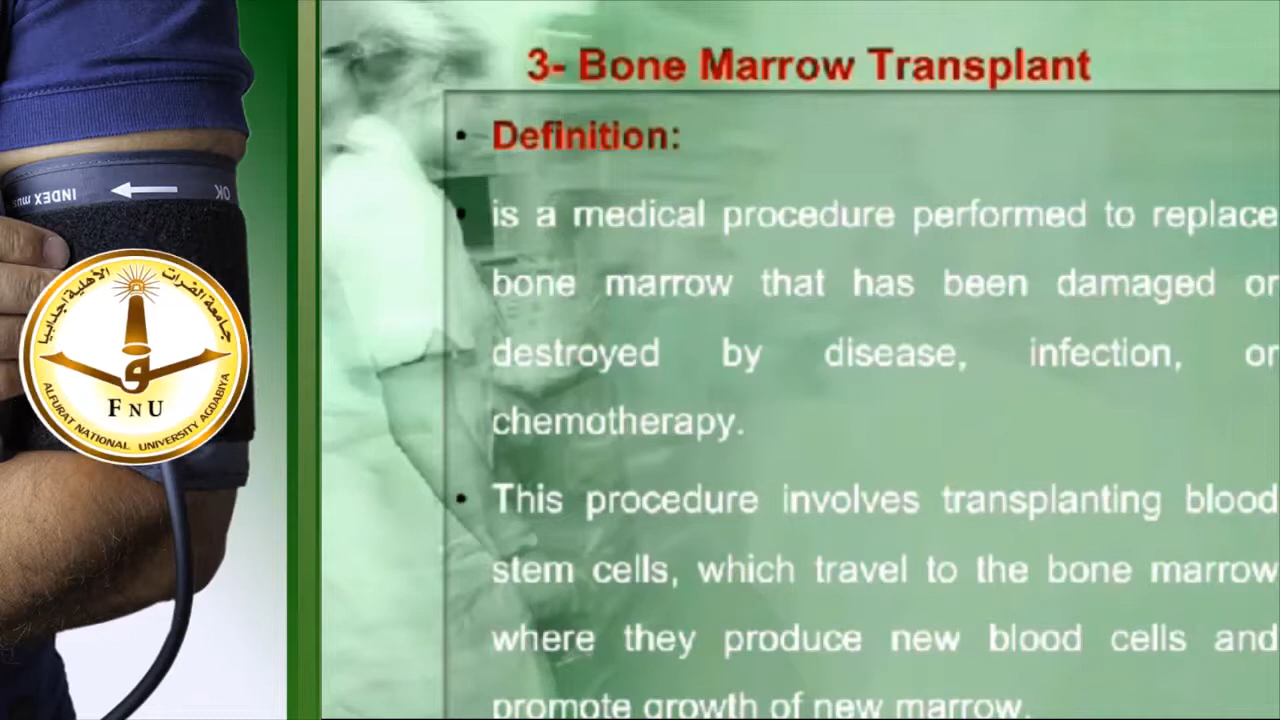 3- Bone Marrow Transplant
• Definition:
• is a medical procedure performed to replace
bone marrow that has been damaged or
destroyed by disease, infection, or
chemotherapy.
• This procedure involves transplanting blood
stem cells, which travel to the bone marrow
where they produce new blood cells and
promote growth of new marrow.
INDEX
OK
جامعة الفرات الأهلية اجدابيا
FNU
ALFURAT NATIONAL UNIVERSITY AGDABIYA